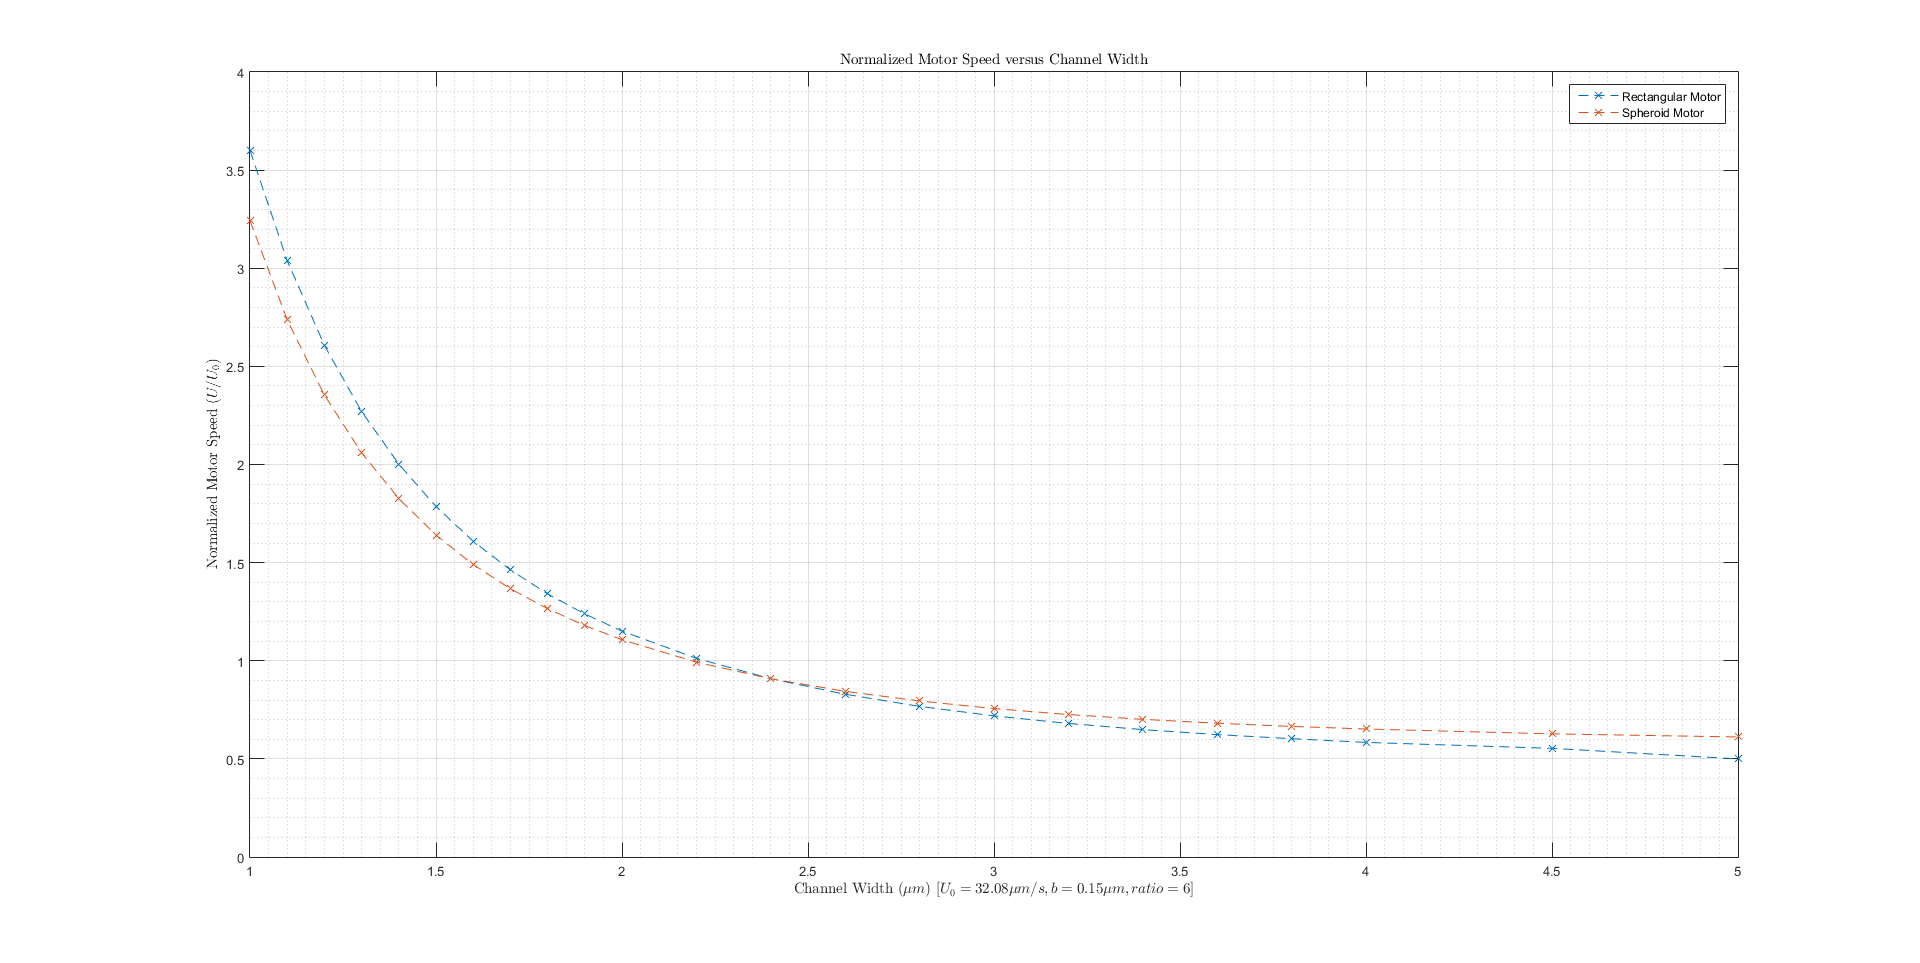 Normalized Motor Speed versus Channel Width
Rectangular Motor
Spheroid Motor
Normalized Motor Speed (U/U₀)
4
3.5
3
2.5
2
1.5
1
0.5
0
1 1.5 2 2.5 3 3.5 4 4.5 5
Channel Width (μm) [U₀ = 32.08μm/s, b = 0.15μm, ratio = 6]